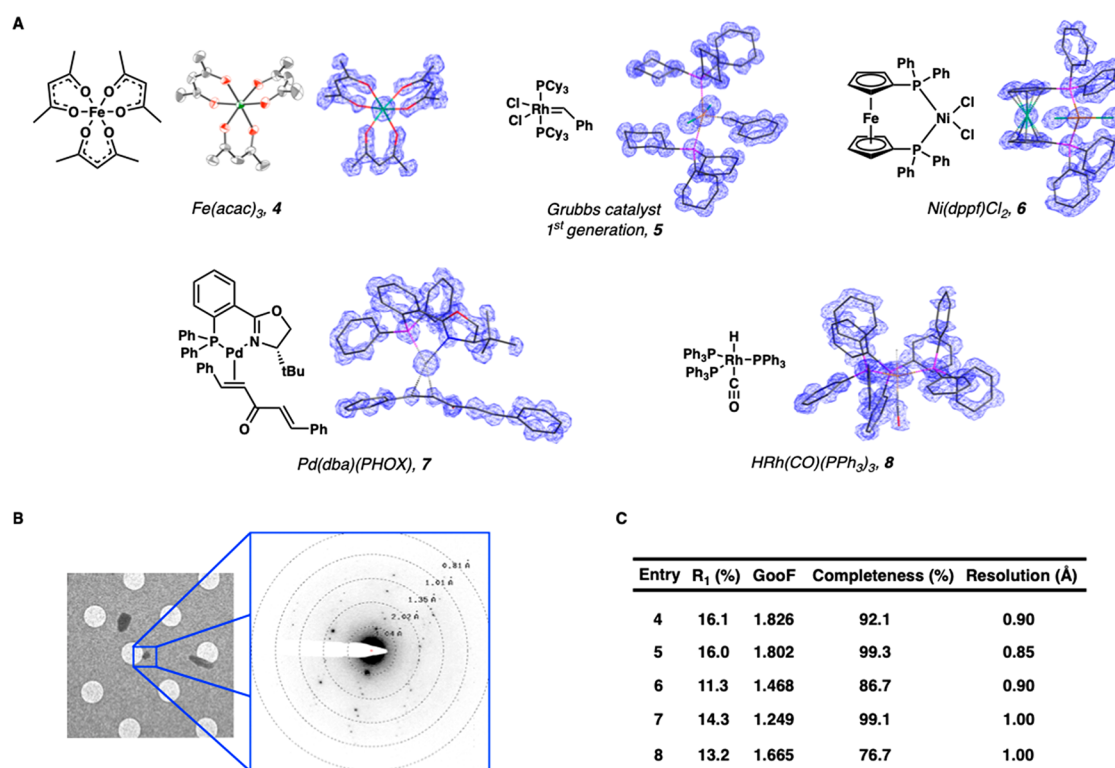 A
Fe
O
O
O
O
O
O
Fe(acac)3, 4
PCy3
Cl
Rh
Cl
Ph
PCy3
Grubbs catalyst
1st generation, 5
Ph
P
Ph
Fe
Ni
Cl
Cl
P
Ph
Ph
Ni(dppf)Cl2, 6
O
N
Ph
Ph
P
Pd
tBu
Ph
O
Ph
Pd(dba)(PHOX), 7
H
Ph3P
Rh
PPh3
Ph3P
C
O
HRh(CO)(PPh3)3, 8
B
0.81 Å
1.01 Å
1.35 Å
2.02 Å
C
Entry R1 (%) GooF Completeness (%) Resolution (Å)
4 16.1 1.826 92.1 0.90
5 16.0 1.802 99.3 0.85
6 11.3 1.468 86.7 0.90
7 14.3 1.249 99.1 1.00
8 13.2 1.665 76.7 1.00